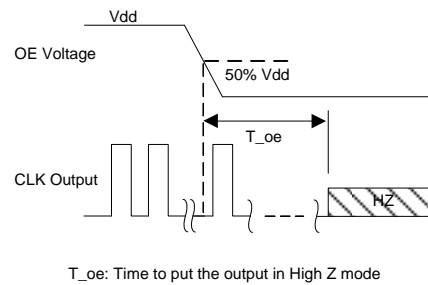 Vdd
OE Voltage
50% Vdd
T_oe
CLK Output
HZ
T_oe: Time to put the output in High Z mode